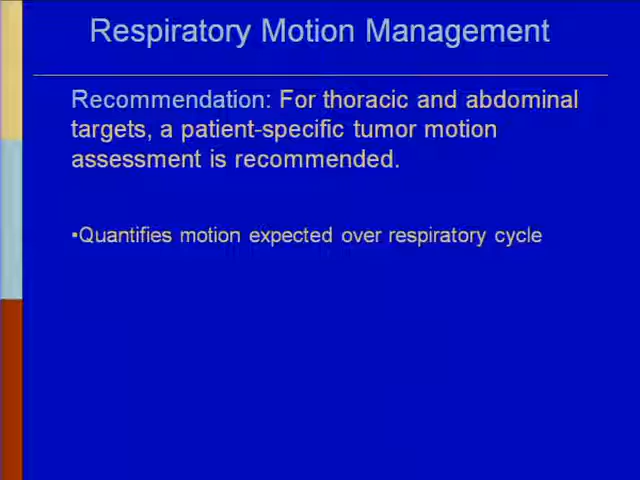 Respiratory Motion Management
Recommendation: For thoracic and abdominal
targets, a patient-specific tumor motion
assessment is recommended.
•Quantifies motion expected over respiratory cycle